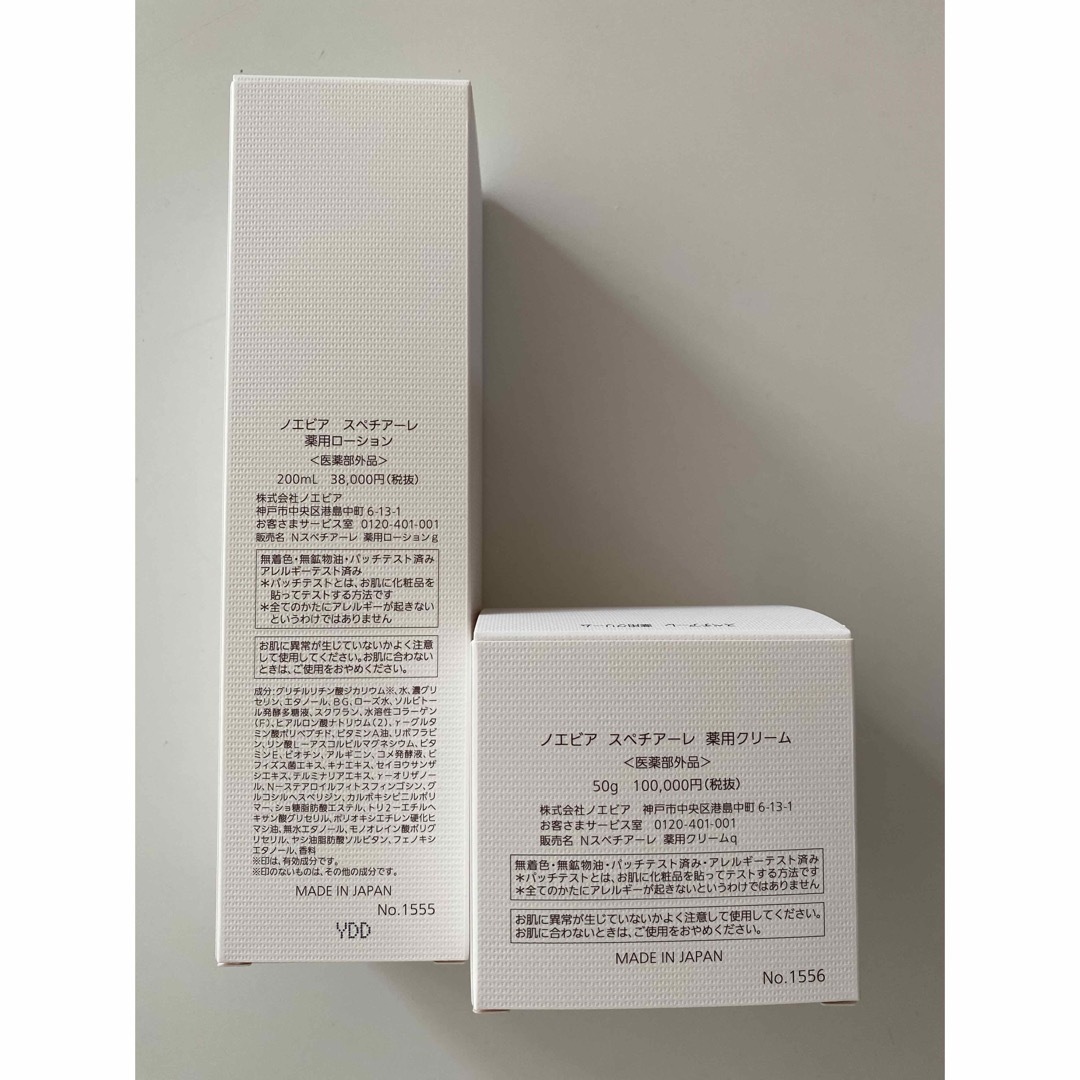 ノエビア スペチアーレ
薬用ローション
＜医薬部外品＞
200mL 38,000円(税抜)
株式会社ノエビア
神戸市中央区港島中町6-13-1
お客さまサービス室 0120-401-001
販売名 Nスペチアーレ 薬用ローションg
無着色・無鉱物油・パッチテスト済み
アレルギーテスト済み
＊パッチテストとは、お肌に化粧品を
貼ってテストする方法です
＊全てのかたにアレルギーが起きない
というわけではありません
お肌に異常が生じていないかよく注意
して使用してください。お肌に合わない
ときは、ご使用をおやめください。
成分:グリチルリチン酸ジカリウム※、水、濃グリ
セリン、エタノール、BG、ローズ水、ソルビトー
ル発酵多糖液、スクワラン、水溶性コラーゲン
(F)、ヒアルロン酸ナトリウム(2)、γーグルタ
ミン酸ポリペプチド、ビタミンA油、リボフラビ
ン、リン酸Lーアスコルビルマグネシウム、ビタ
ミンE、ビオチン、アルギニン、コメ発酵液、ビ
フィズス菌エキス、キナエキス、セイヨウサンザ
シエキス、テルミナリアエキス、γーオリザノー
ル、Nーステアロイルフィトスフィンゴシン、グ
ルコシルヘスペリジン、カルボキシビニルポリ
マー、ショ糖脂肪酸エステル、トリ2ーエチルヘ
キサン酸グリセリル、ポリオキシエチレン硬化ヒ
マシ油、無水エタノール、モノオレイン酸ポリグ
リセリル、ヤシ油脂肪酸ソルビタン、フェノキシ
エタノール、香料
※印は、有効成分です。
※印のないものは、その他の成分です。
MADE IN JAPAN
No.1555
YDD
スペチアーレ 薬用クリーム
ノエビア スペチアーレ 薬用クリーム
＜医薬部外品＞
50g 100,000円(税抜)
株式会社ノエビア 神戸市中央区港島中町6-13-1
お客さまサービス室 0120-401-001
販売名 Nスペチアーレ 薬用クリームq
無着色・無鉱物油・パッチテスト済み・アレルギーテスト済み
＊パッチテストとは、お肌に化粧品を貼ってテストする方法です
＊全てのかたにアレルギーが起きないというわけではありません
お肌に異常が生じていないかよく注意して使用してください。
お肌に合わないときは、ご使用をおやめください。
MADE IN JAPAN
No.1556